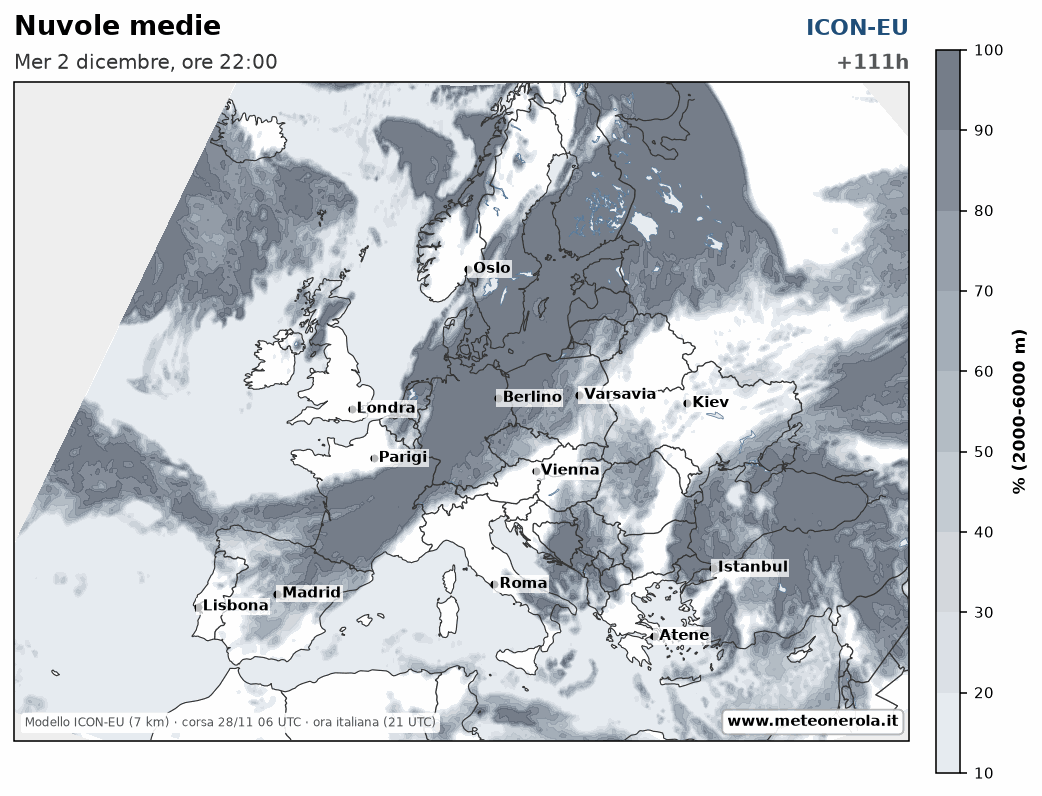 Nuvole medie
ICON-EU
Mer 2 dicembre, ore 22:00
+111h
100
90
80
70
60
50
40
30
20
10
% (2000-6000 m)
Oslo
Londra
Berlino
Varsavia
Kiev
Parigi
Vienna
Istanbul
Roma
Madrid
Lisbona
Atene
Modello ICON-EU (7 km) · corsa 28/11 06 UTC · ora italiana (21 UTC)
www.meteonerola.it